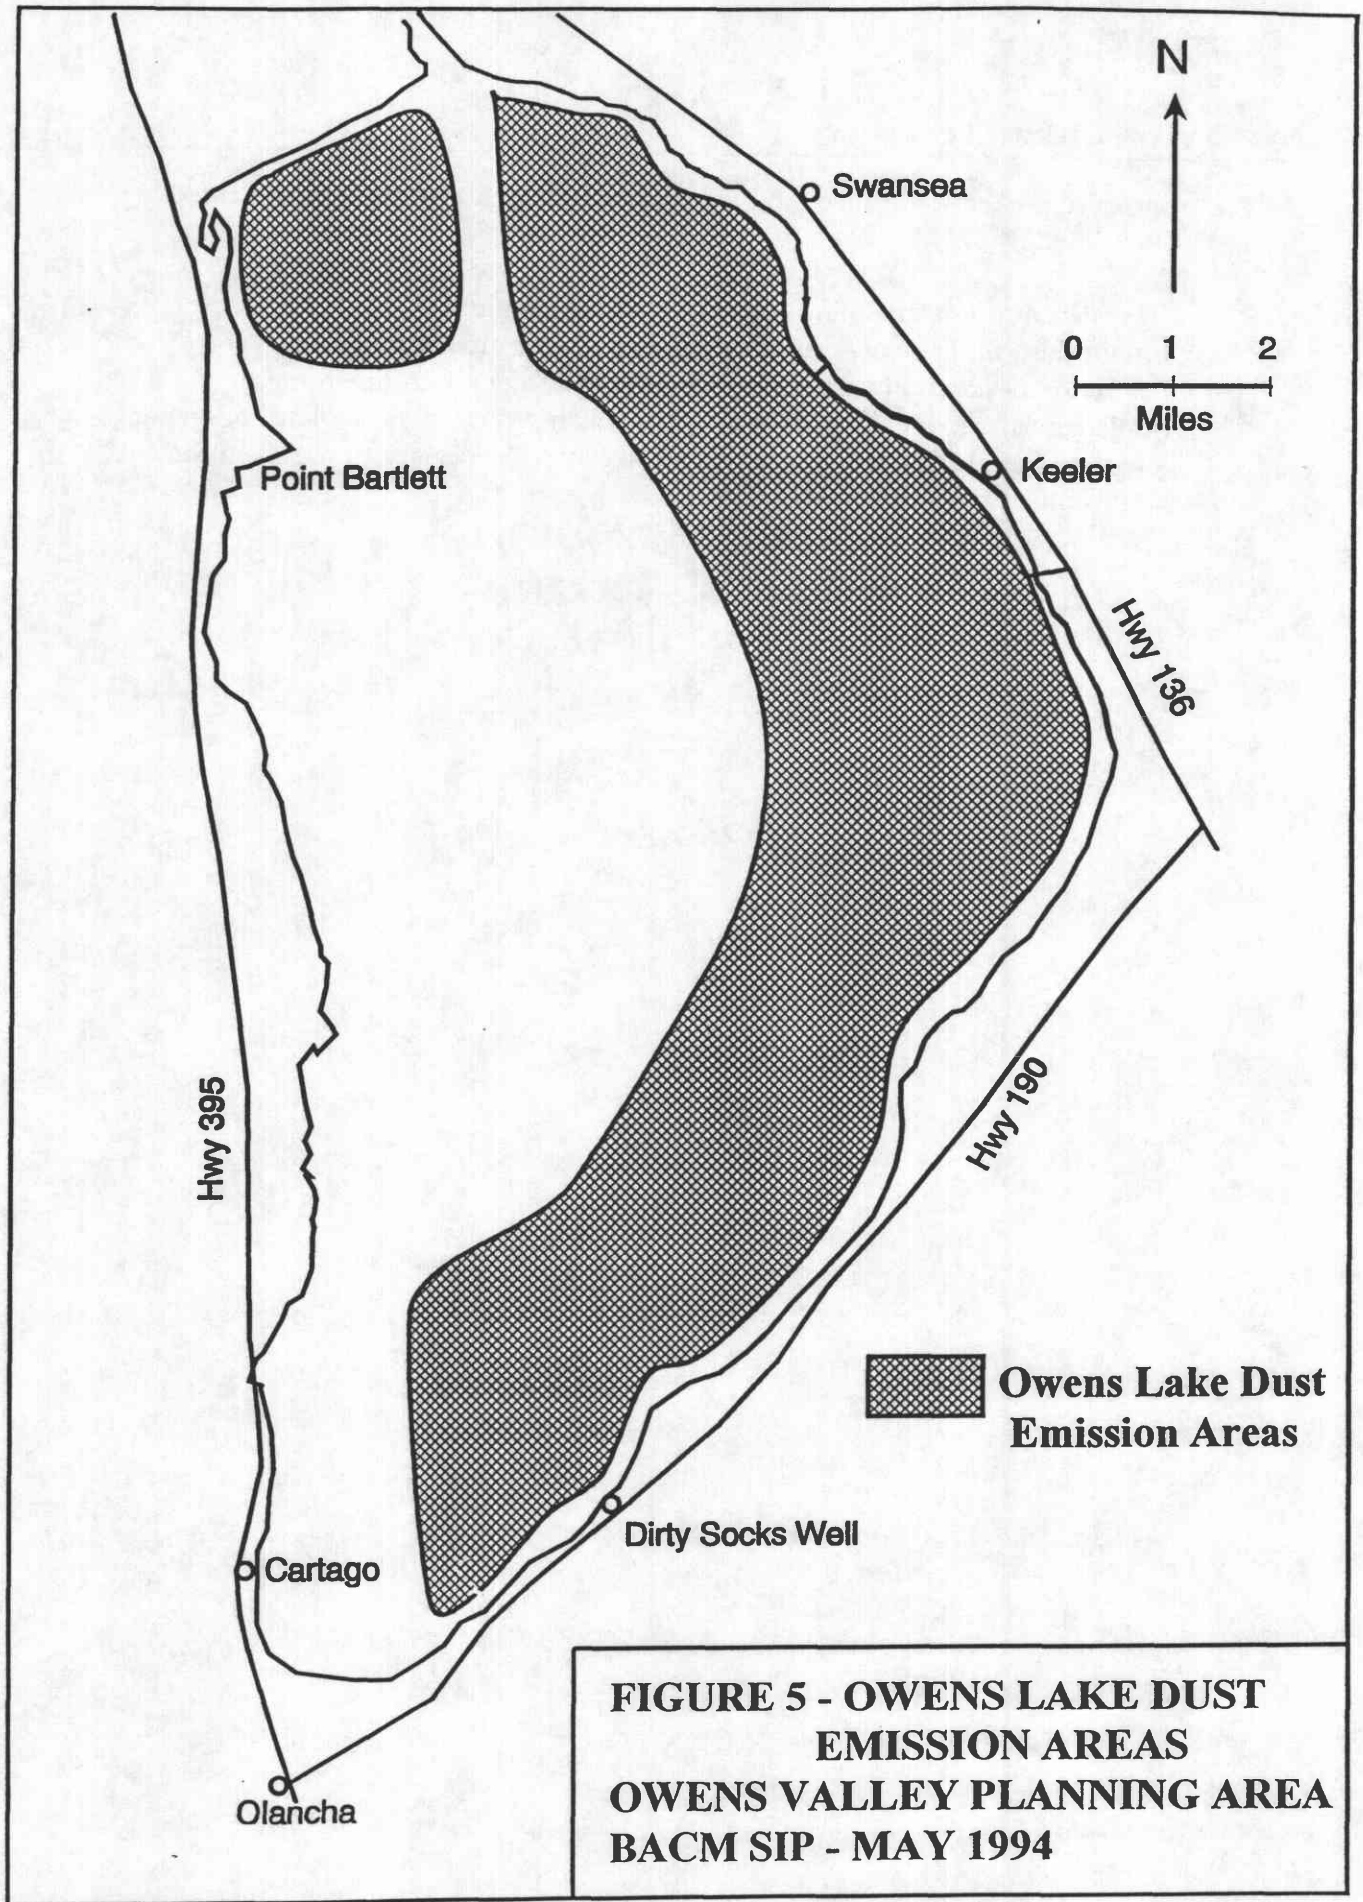 N
Swansea
0 1 2
Miles
Keeler
Point Bartlett
Hwy 136
Hwy 395
Hwy 190
Owens Lake Dust
Emission Areas
Dirty Socks Well
Cartago
Olancha
FIGURE 5 - OWENS LAKE DUST
EMISSION AREAS
OWENS VALLEY PLANNING AREA
BACM SIP - MAY 1994